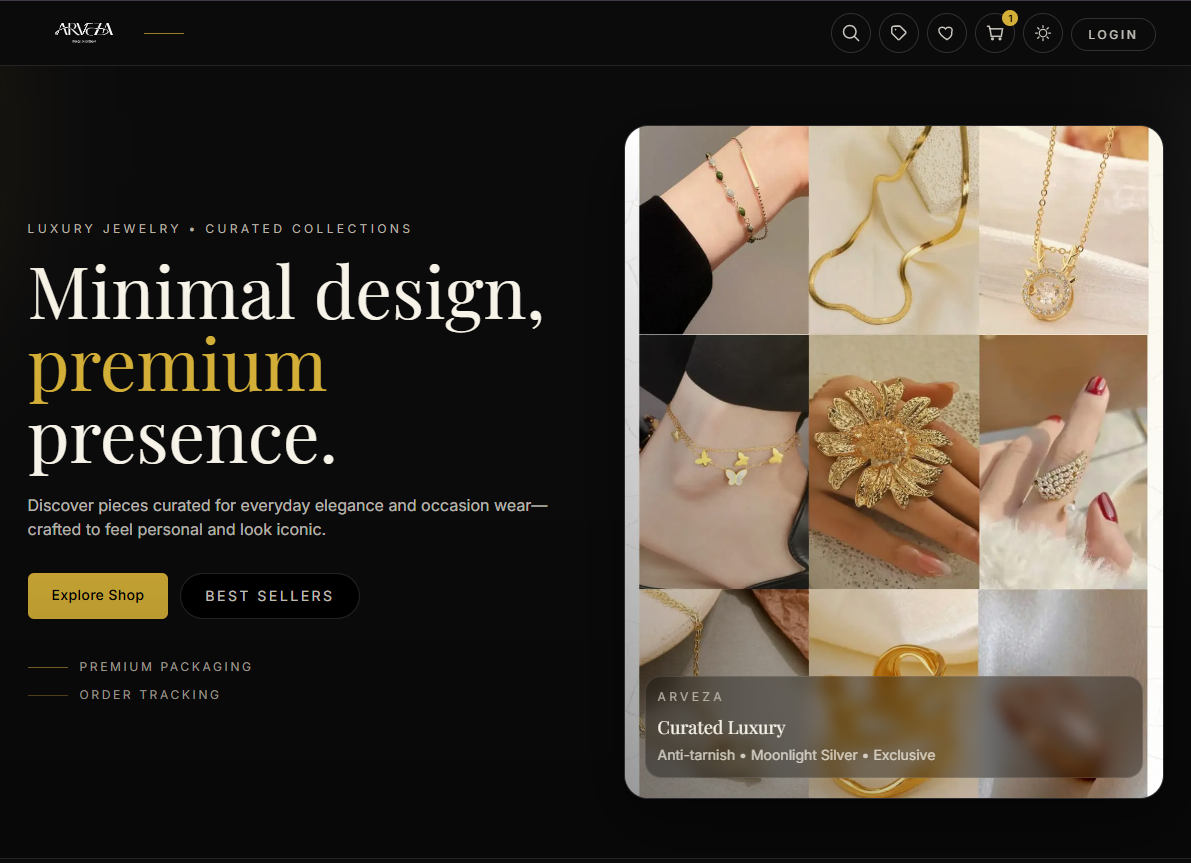 ARVEZA
1
LOGIN
LUXURY JEWELRY • CURATED COLLECTIONS
Minimal design,
premium
presence.
Discover pieces curated for everyday elegance and occasion wear—
crafted to feel personal and look iconic.
Explore Shop
BEST SELLERS
PREMIUM PACKAGING
ORDER TRACKING
ARVEZA
Curated Luxury
Anti-tarnish • Moonlight Silver • Exclusive